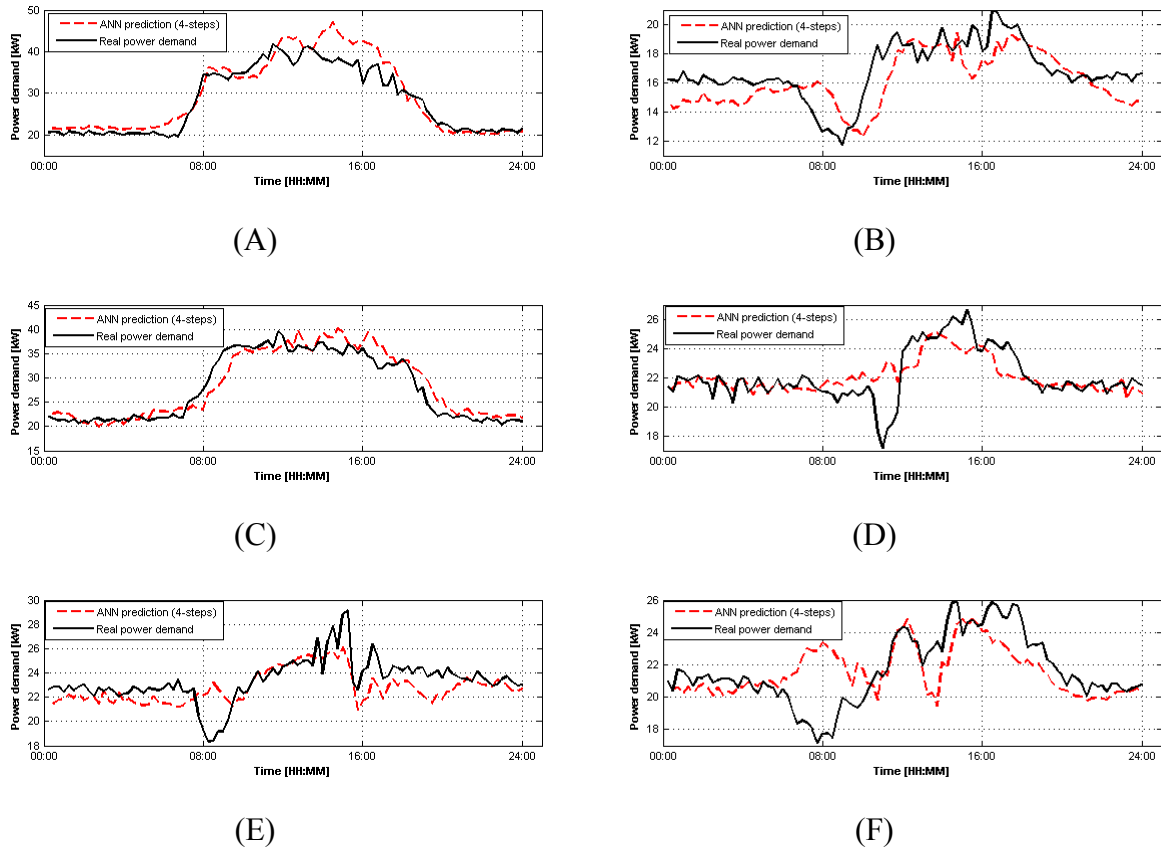 50
ANN prediction (4-steps)
Real power demand
40
30
20
00:00
08:00
16:00
24:00
Power demand [kW]
Time [HH:MM]
(A)
20
ANN prediction (4-steps)
Real power demand
18
16
14
12
00:00
08:00
16:00
24:00
Power demand [kW]
Time [HH:MM]
(B)
45
ANN prediction (4-steps)
Real power demand
40
35
30
25
20
15
00:00
08:00
16:00
24:00
Power demand [kW]
Time [HH:MM]
(C)
26
ANN prediction (4-steps)
Real power demand
24
22
20
18
00:00
08:00
16:00
24:00
Power demand [kW]
Time [HH:MM]
(D)
30
ANN prediction (4-steps)
Real power demand
28
26
24
22
20
18
00:00
08:00
16:00
24:00
Power demand [kW]
Time [HH:MM]
(E)
26
ANN prediction (4-steps)
Real power demand
24
22
20
18
00:00
08:00
16:00
24:00
Power demand [kW]
Time [HH:MM]
(F)